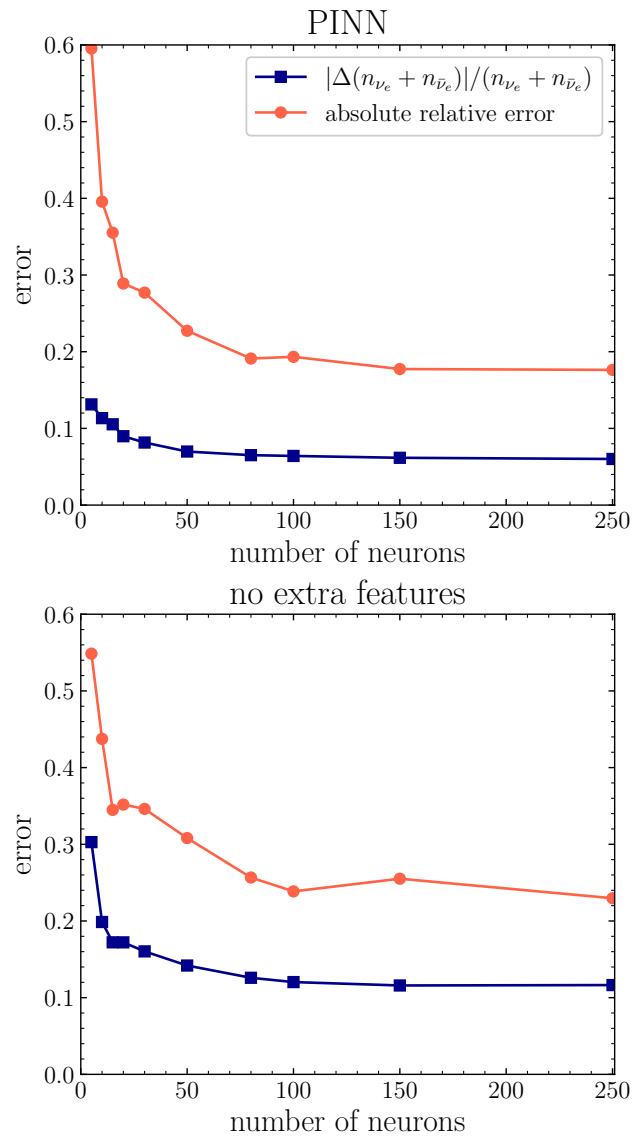 PINN
0.6
0.5
0.4
0.3
0.2
0.1
0.0
error
|Δ(n_{ν_e} + n_{ν̄_e})|/(n_{ν_e} + n_{ν̄_e})
absolute relative error
0 50 100 150 200 250
number of neurons
no extra features
0.6
0.5
0.4
0.3
0.2
0.1
0.0
error
0 50 100 150 200 250
number of neurons